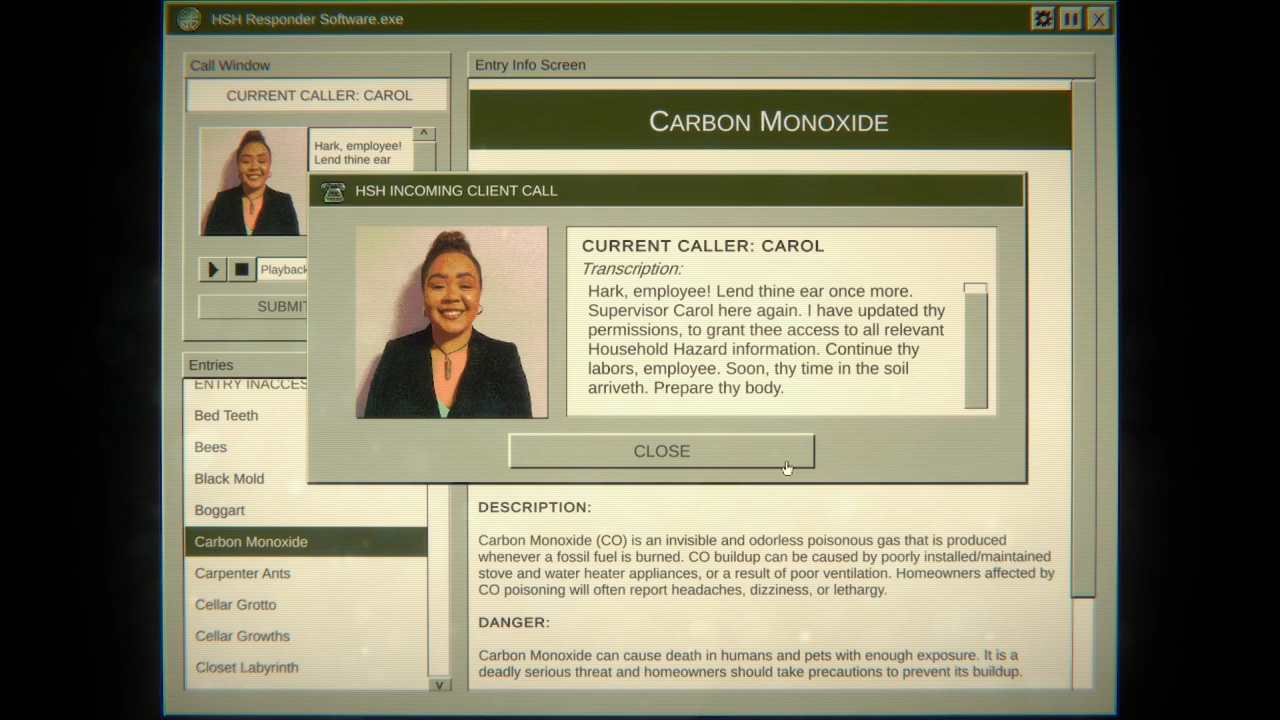 HSH Responder Software.exe
Call Window
CURRENT CALLER: CAROL
Hark, employee!
Lend thine ear
Playback
SUBMIT
Entries
ENTRY INACCES
Bed Teeth
Bees
Black Mold
Boggart
Carbon Monoxide
Carpenter Ants
Cellar Grotto
Cellar Growths
Closet Labyrinth
Entry Info Screen
CARBON MONOXIDE
HSH INCOMING CLIENT CALL
CURRENT CALLER: CAROL
Transcription:
Hark, employee! Lend thine ear once more.
Supervisor Carol here again. I have updated thy
permissions, to grant thee access to all relevant
Household Hazard information. Continue thy
labors, employee. Soon, thy time in the soil
arriveth. Prepare thy body.
CLOSE
DESCRIPTION:
Carbon Monoxide (CO) is an invisible and odorless poisonous gas that is produced
whenever a fossil fuel is burned. CO buildup can be caused by poorly installed/maintained
stove and water heater appliances, or a result of poor ventilation. Homeowners affected by
CO poisoning will often report headaches, dizziness, or lethargy.
DANGER:
Carbon Monoxide can cause death in humans and pets with enough exposure. It is a
deadly serious threat and homeowners should take precautions to prevent its buildup.